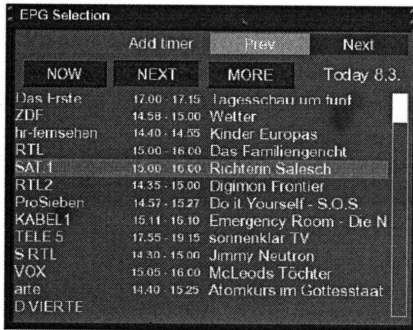 EPG Selection
Add timer Prev Next
NOW NEXT MORE Today 8.3.
Das Erste 17.00 - 17.15 Tagesschau um fünf
ZDF 14.58 - 15.00 Wetter
hr-fernsehen 14.40 - 14.55 Kinder Europas
RTL 15.00 - 16.00 Das Familiengericht
SAT.1 15.00 - 16.00 Richterin Salesch
RTL2 14.35 - 15.00 Digimon Frontier
ProSieben 14.57 - 15.27 Do it Yourself - S.O.S.
KABEL1 15.11 - 16.10 Emergency Room - Die N
TELE 5 17.55 - 19.15 sonnenklar TV
S RTL 14.30 - 15.00 Jimmy Neutron
VOX 15.05 - 16.00 McLeods Töchter
arte 14.40 - 15.25 Atomkurs im Gottesstaat
D VIERTE